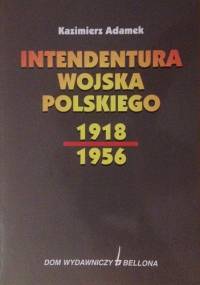 Kazimierz Adamek
INTENDENTURA
WOJSKA
POLSKIEGO
1918
1956
DOM WYDAWNICZY BELLONA